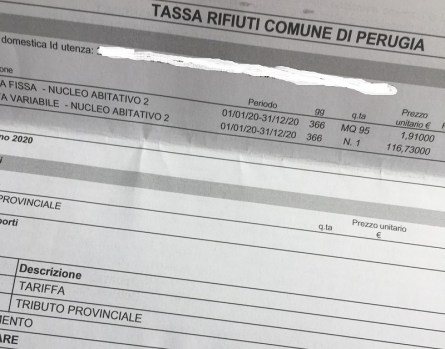 TASSA RIFIUTI COMUNE DI PERUGIA
domestica Id utenza:
Periodo gg q.ta Prezzo unitario €
FISSA - NUCLEO ABITATIVO 2 01/01/20-31/12/20 366 MQ 95 1,91000
VARIABILE - NUCLEO ABITATIVO 2 01/01/20-31/12/20 366 N. 1 116,73000
2020
PROVINCIALE
q.ta Prezzo unitario €
Descrizione
TARIFFA
TRIBUTO PROVINCIALE